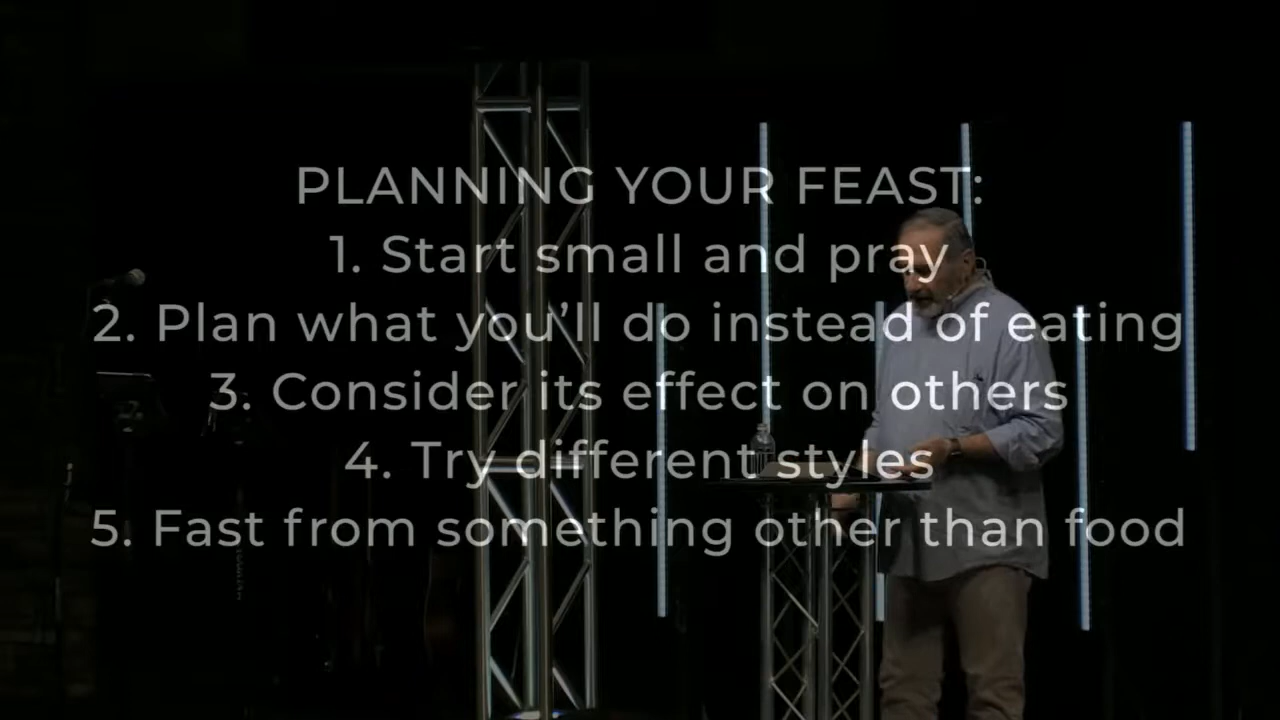 PLANNING YOUR FEAST:
1. Start small and pray
2. Plan what you’ll do instead of eating
3. Consider its effect on others
4. Try different styles
5. Fast from something other than food